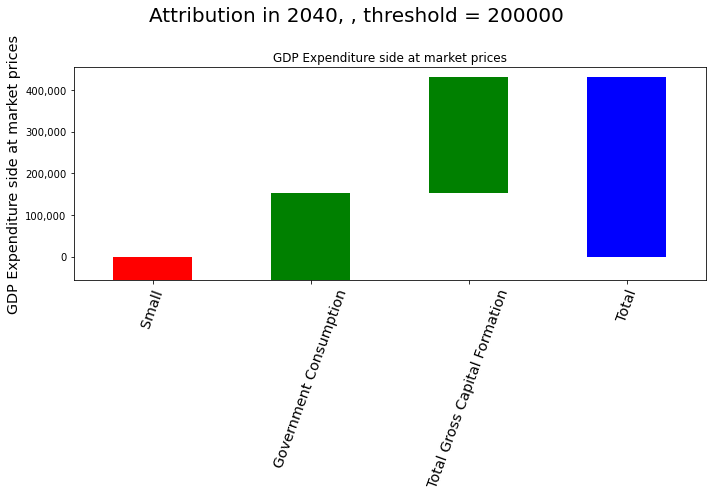 Attribution in 2040, , threshold = 200000
GDP Expenditure side at market prices
GDP Expenditure side at market prices
400,000
300,000
200,000
100,000
0
Small
Government Consumption
Total Gross Capital Formation
Total